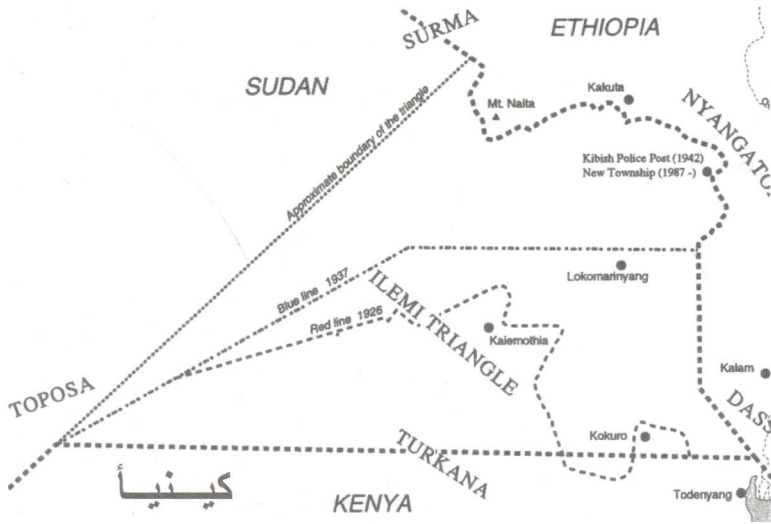 SURMA
ETHIOPIA
SUDAN
Kakuta
Mt. Naita
NYANGATO
Approximate boundary of the triangle
Kibish Police Post (1942)
New Township (1987 -)
Lokomarinyang
Blue line 1937
ILEMI TRIANGLE
Red line 1926
Kaiemothia
Kalam
TOPOSA
DASS
TURKANA
Kokuro
كـيـنـيـأ
KENYA
Todenyang